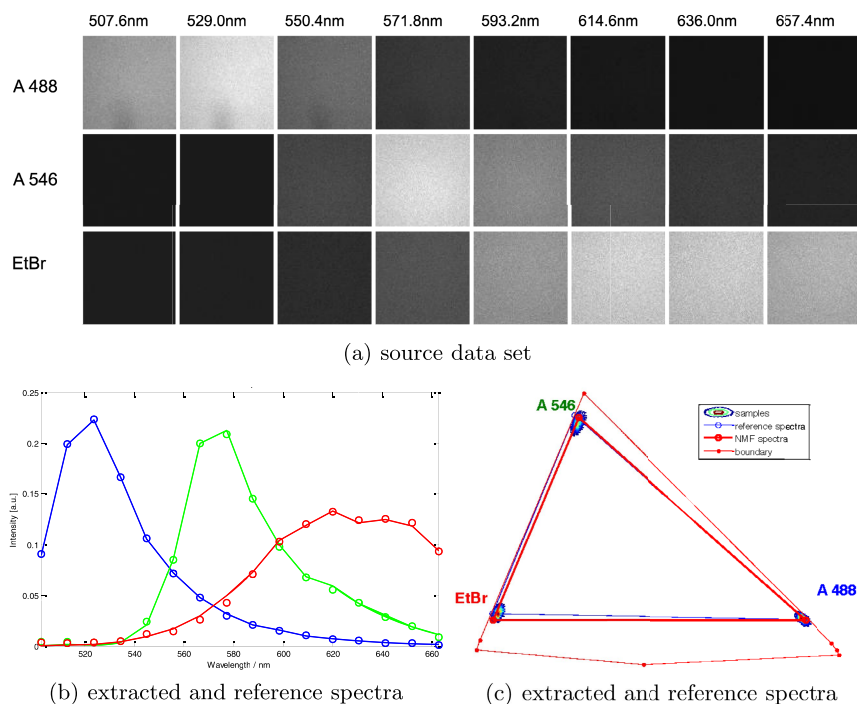 507.6nm 529.0nm 550.4nm 571.8nm 593.2nm 614.6nm 636.0nm 657.4nm
A 488
A 546
EtBr
(a) source data set
0.25
0.2
0.15
0.1
0.05
0
Intensity [a.u.]
520 540 560 580 600 620 640 660
Wavelength / nm
(b) extracted and reference spectra
A 546
samples
reference spectra
NMF spectra
boundary
EtBr
A 488
(c) extracted and reference spectra